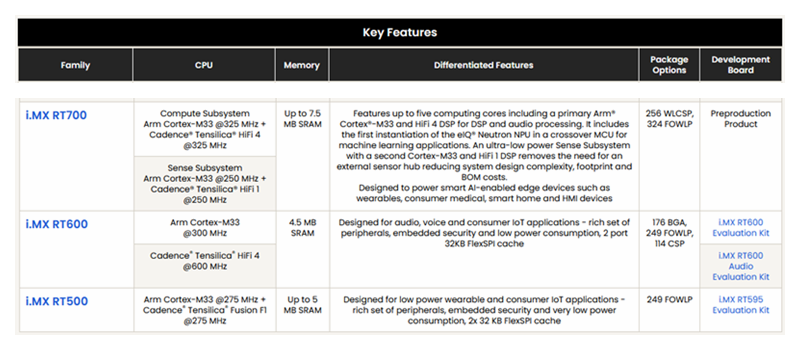 Key Features
Family
CPU
Memory
Differentiated Features
Package
Options
Development
Board
i.MX RT700
Compute Subsystem
Arm Cortex-M33 @325 MHz +
Cadence® Tensilica® HiFi 4
@325 MHz
Sense Subsystem
Arm Cortex-M33 @250 MHz +
Cadence® Tensilica® HiFi 1
@250 MHz
Up to 7.5
MB SRAM
Features up to five computing cores including a primary Arm®
Cortex®-M33 and HiFi 4 DSP for DSP and audio processing. It includes
the first instantiation of the eIQ® Neutron NPU in a crossover MCU for
machine learning applications. An ultra-low power Sense Subsystem
with a second Cortex-M33 and HiFi 1 DSP removes the need for an
external sensor hub reducing system design complexity, footprint and
BOM costs.
Designed to power smart AI-enabled edge devices such as
wearables, consumer medical, smart home and HMI devices
256 WLCSP,
324 FOWLP
Preproduction
Product
i.MX RT600
Arm Cortex-M33
@300 MHz
Cadence® Tensilica® HiFi 4
@600 MHz
4.5 MB
SRAM
Designed for audio, voice and consumer IoT applications - rich set of
peripherals, embedded security and low power consumption, 2 port
32KB FlexSPI cache
176 BGA,
249 FOWLP,
114 CSP
i.MX RT600
Evaluation Kit
i.MX RT600
Audio
Evaluation Kit
i.MX RT500
Arm Cortex-M33 @275 MHz +
Cadence® Tensilica® Fusion F1
@275 MHz
Up to 5
MB SRAM
Designed for low power wearable and consumer IoT applications -
rich set of peripherals, embedded security and very low power
consumption, 2x 32 KB FlexSPI cache
249 FOWLP
i.MX RT595
Evaluation Kit